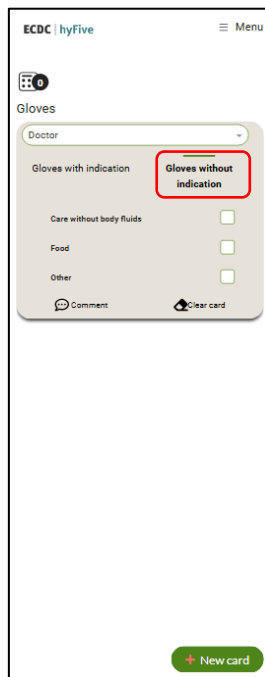 ECDC | hyFive
Menu
0
Gloves
Doctor
Gloves with indication
Gloves without
indication
Care without body fluids
Food
Other
Comment
Clear card
+ New card